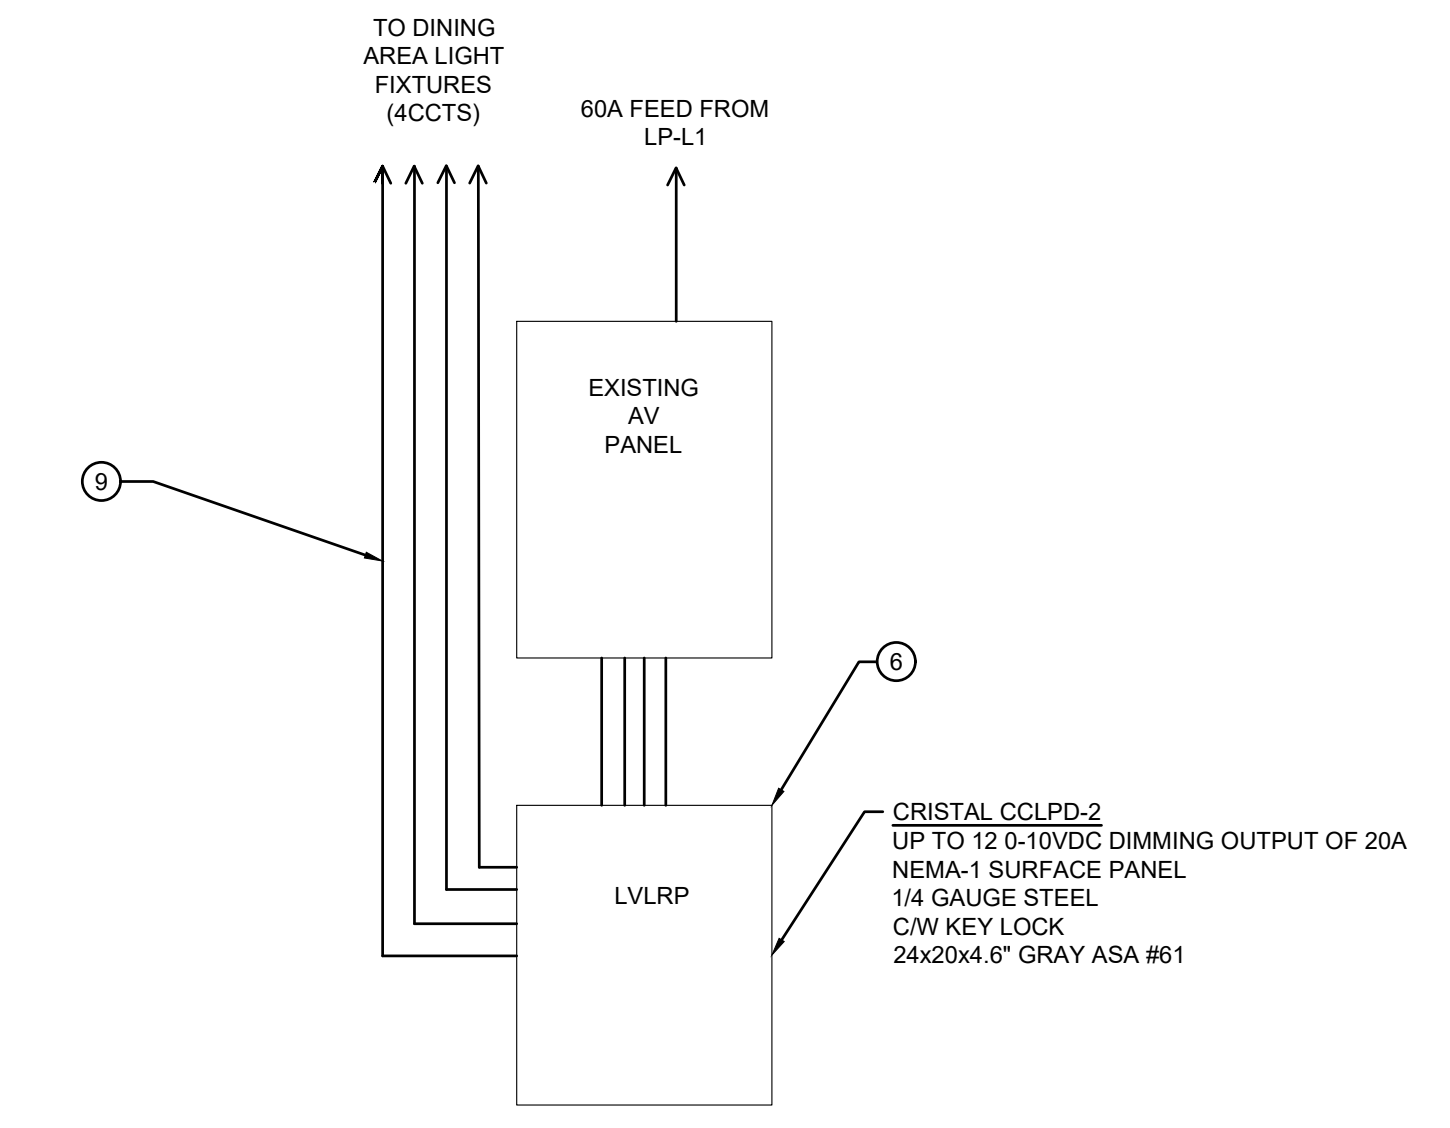 TO DINING
AREA LIGHT
FIXTURES
(4CCTS)
60A FEED FROM
LP-L1
EXISTING
AV
PANEL
9
6
CRISTAL CCLPD-2
UP TO 12 0-10VDC DIMMING OUTPUT OF 20A
NEMA-1 SURFACE PANEL
1/4 GAUGE STEEL
C/W KEY LOCK
24x20x4.6" GRAY ASA #61
LVLRP